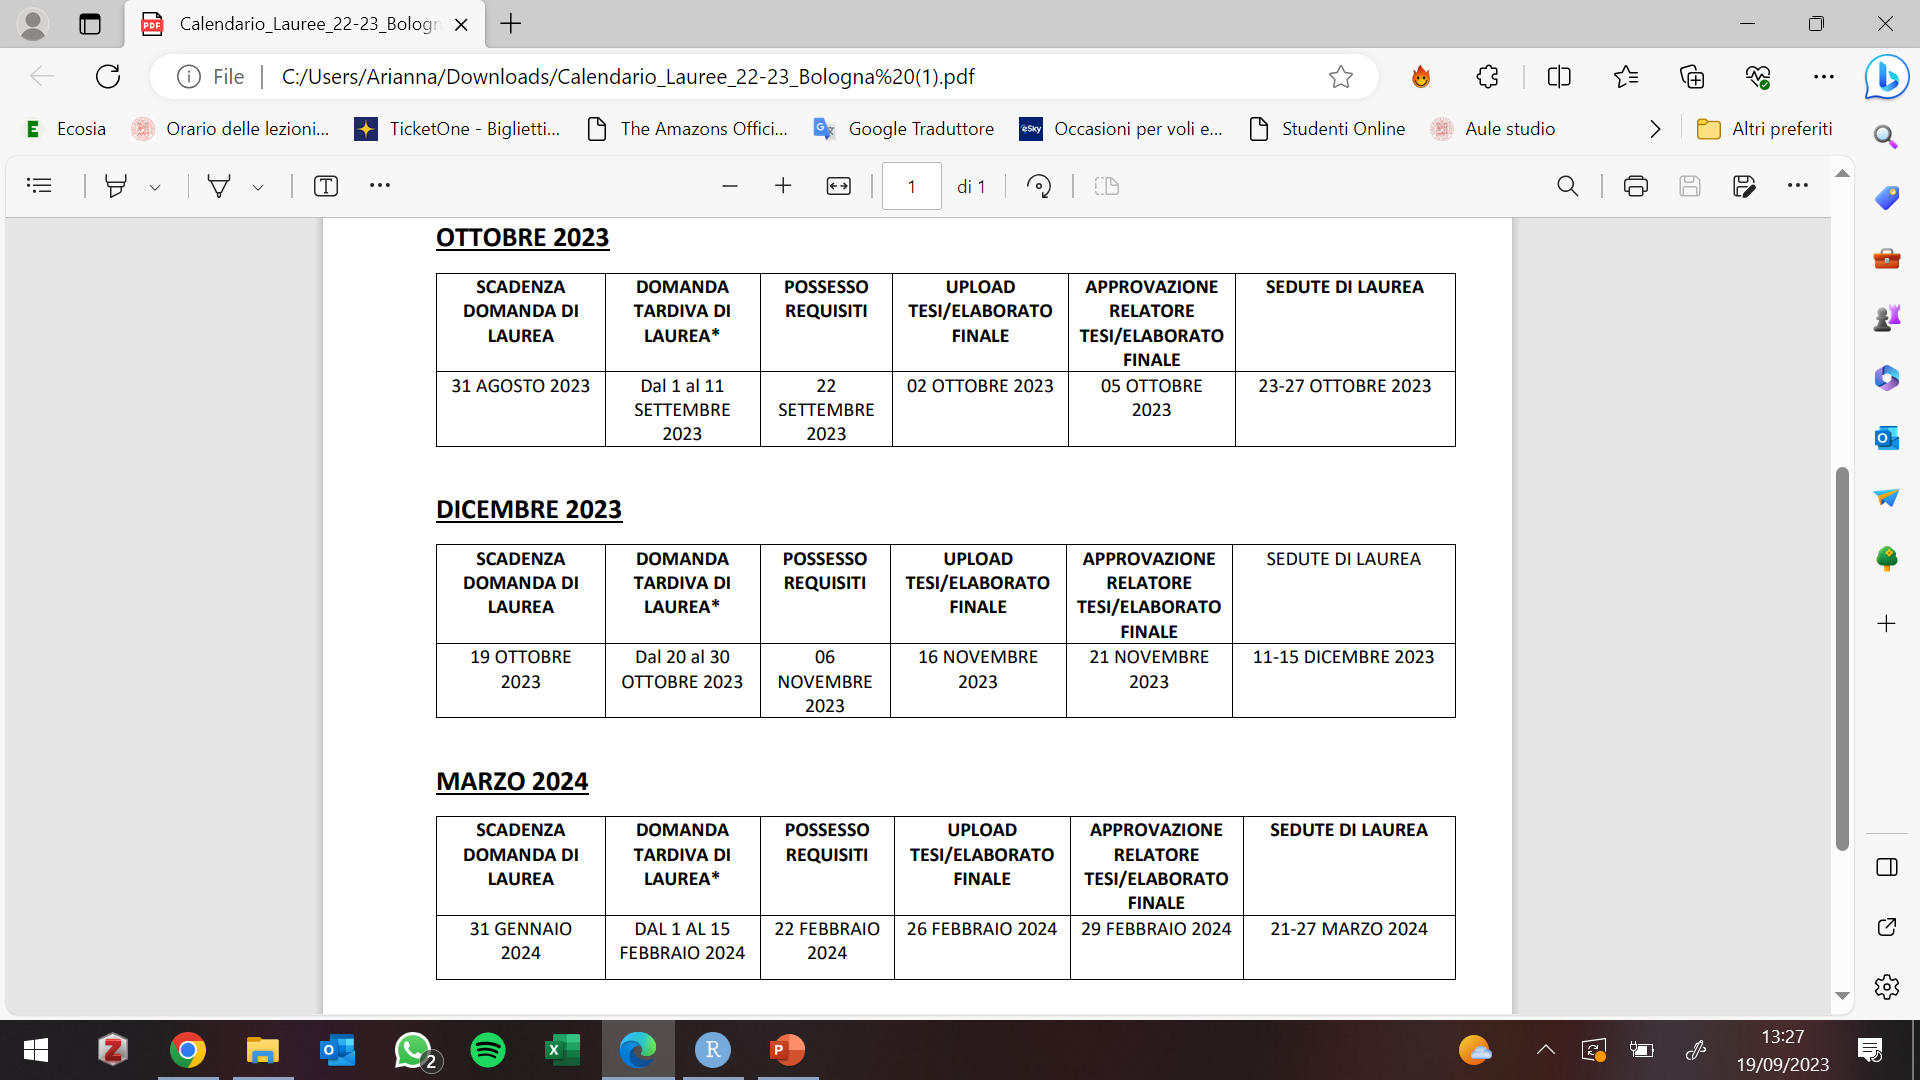 Calendario_Lauree_22-23_Bologn
File
C:/Users/Arianna/Downloads/Calendario_Lauree_22-23_Bologna%20(1).pdf
Ecosia
Orario delle lezioni...
TicketOne - Biglietti...
The Amazons Offici...
Google Traduttore
eSky
Occasioni per voli e...
Studenti Online
Aule studio
Altri preferiti
1
di 1
OTTOBRE 2023
SCADENZA DOMANDA DI LAUREA
DOMANDA TARDIVA DI LAUREA*
POSSESSO REQUISITI
UPLOAD TESI/ELABORATO FINALE
APPROVAZIONE RELATORE TESI/ELABORATO FINALE
SEDUTE DI LAUREA
31 AGOSTO 2023
Dal 1 al 11 SETTEMBRE 2023
22 SETTEMBRE 2023
02 OTTOBRE 2023
05 OTTOBRE 2023
23-27 OTTOBRE 2023
DICEMBRE 2023
SCADENZA DOMANDA DI LAUREA
DOMANDA TARDIVA DI LAUREA*
POSSESSO REQUISITI
UPLOAD TESI/ELABORATO FINALE
APPROVAZIONE RELATORE TESI/ELABORATO FINALE
SEDUTE DI LAUREA
19 OTTOBRE 2023
Dal 20 al 30 OTTOBRE 2023
06 NOVEMBRE 2023
16 NOVEMBRE 2023
21 NOVEMBRE 2023
11-15 DICEMBRE 2023
MARZO 2024
SCADENZA DOMANDA DI LAUREA
DOMANDA TARDIVA DI LAUREA*
POSSESSO REQUISITI
UPLOAD TESI/ELABORATO FINALE
APPROVAZIONE RELATORE TESI/ELABORATO FINALE
SEDUTE DI LAUREA
31 GENNAIO 2024
DAL 1 AL 15 FEBBRAIO 2024
22 FEBBRAIO 2024
26 FEBBRAIO 2024
29 FEBBRAIO 2024
21-27 MARZO 2024
2
13:27
19/09/2023